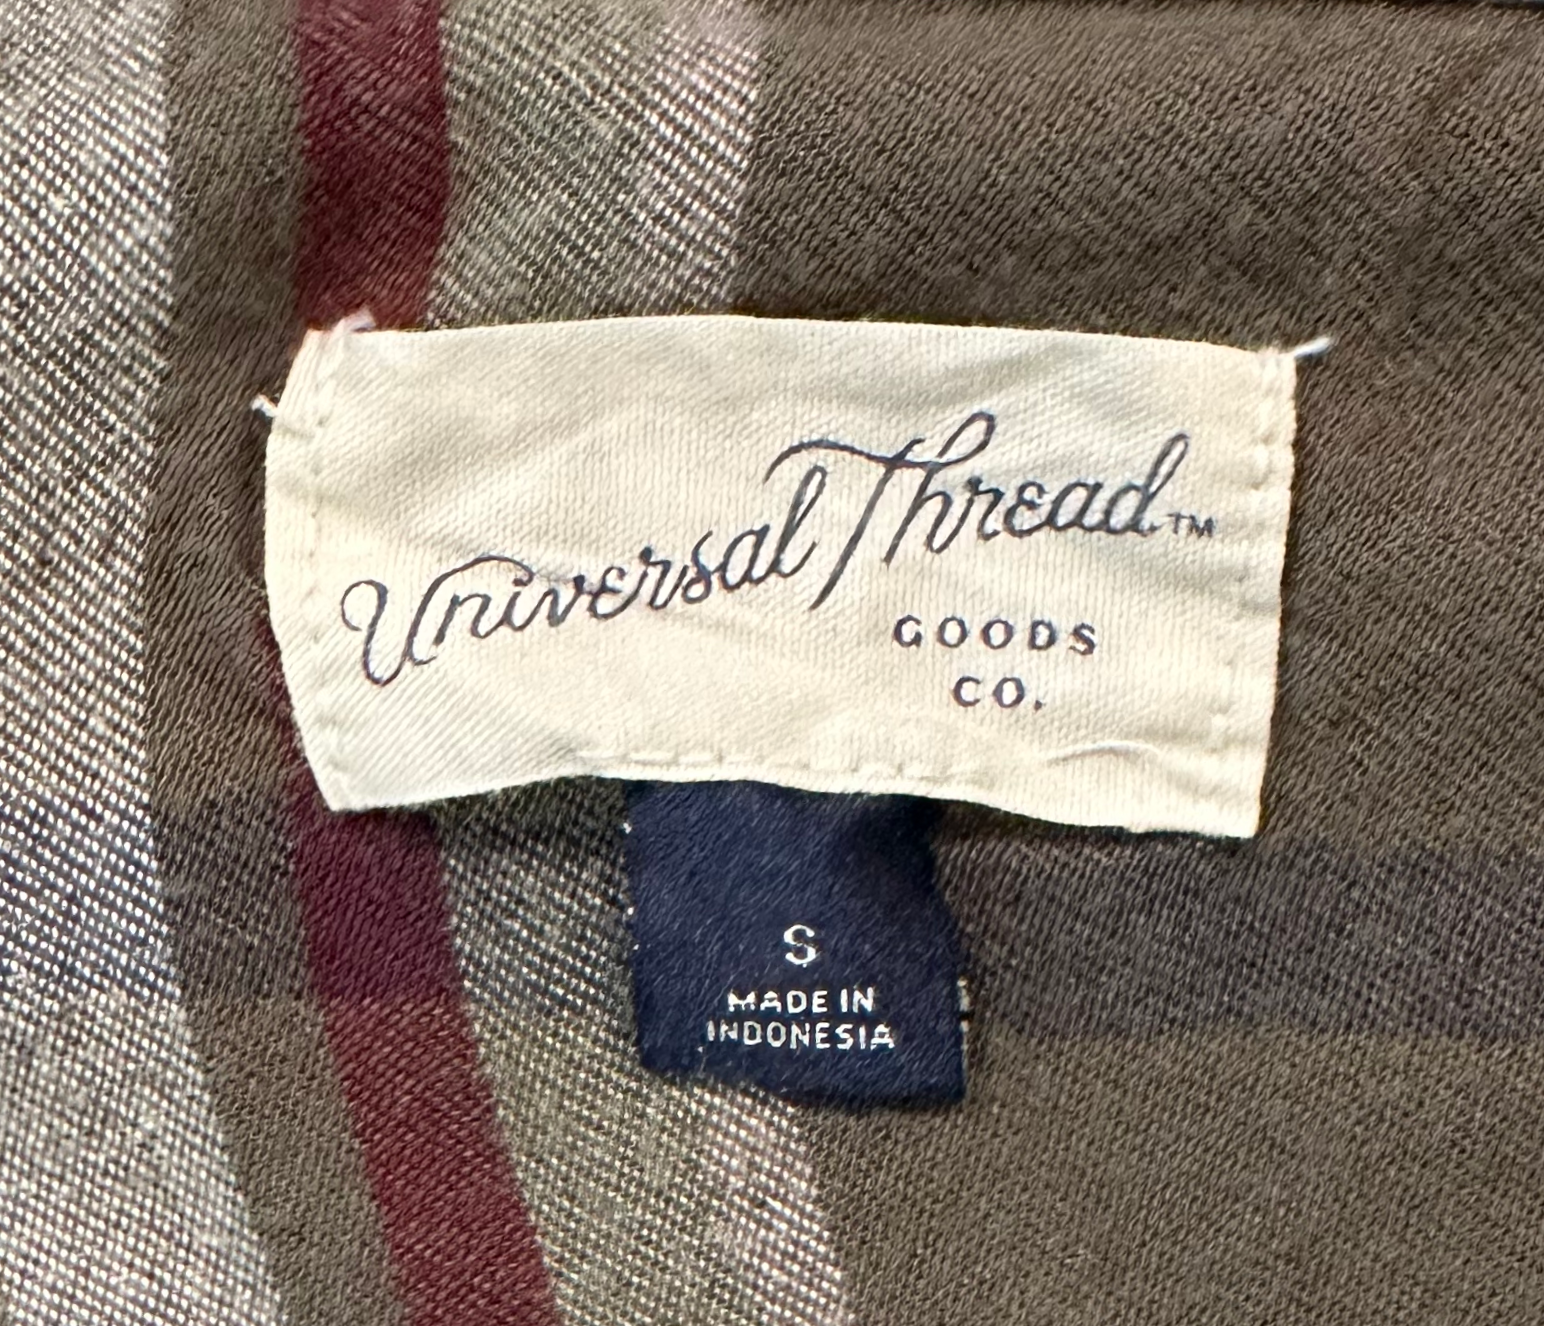 Universal Thread™
GOODS
CO.
S
MADE IN
INDONESIA